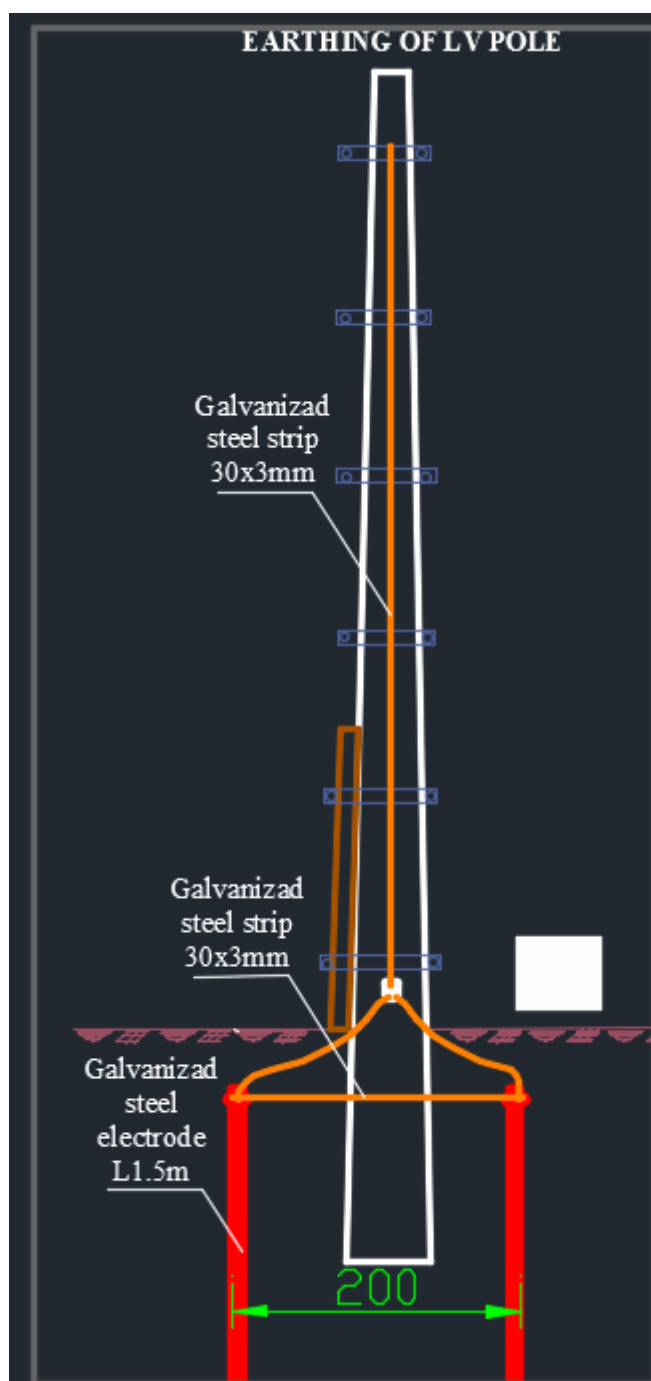 EARTHING OF LV POLE
Galvanizad
steel strip
30x3mm
Galvanizad
steel strip
30x3mm
Galvanizad
steel
electrode
L1.5m
200